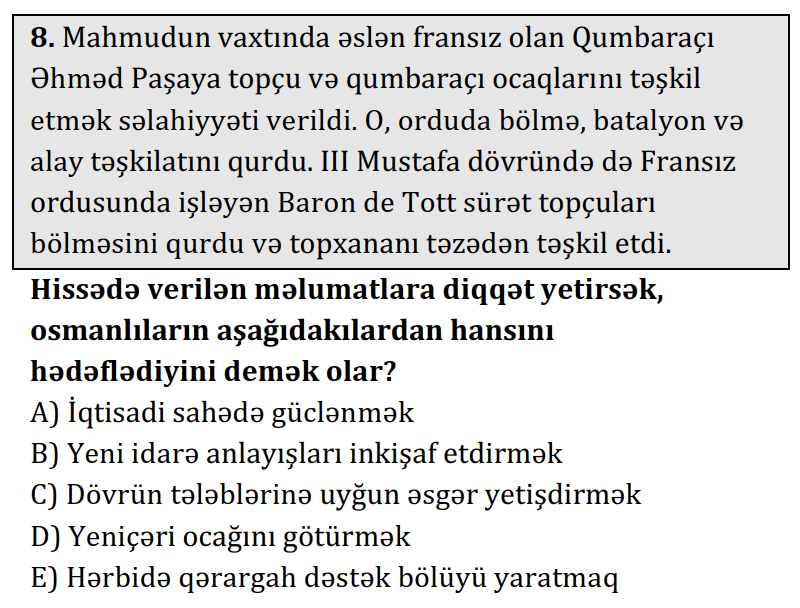 8. Mahmudun vaxtında əslən fransız olan Qumbaraçı
Əhməd Paşaya topçu və qumbaraçı ocaqlarını təşkil
etmək səlahiyyəti verildi. O, orduda bölmə, batalyon və
alay təşkilatını qurdu. III Mustafa dövründə də Fransız
ordusunda işləyən Baron de Tott sürət topçuları
bölməsini qurdu və topxananı təzədən təşkil etdi.
Hissədə verilən məlumatlara diqqət yetirsək,
osmanlıların aşağıdakılardan hansını
hədəflədiyini demək olar?
A) İqtisadi sahədə güclənmək
B) Yeni idarə anlayışları inkişaf etdirmək
C) Dövrün tələblərinə uyğun əsgər yetişdirmək
D) Yeniçəri ocağını götürmək
E) Hərbidə qərargah dəstək bölüyü yaratmaq